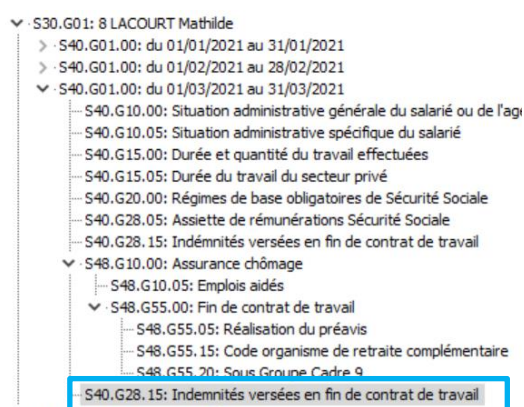 S30.G01: 8 LACOURT Mathilde
S40.G01.00: du 01/01/2021 au 31/01/2021
S40.G01.00: du 01/02/2021 au 28/02/2021
S40.G01.00: du 01/03/2021 au 31/03/2021
S40.G10.00: Situation administrative générale du salarié ou de l'age
S40.G10.05: Situation administrative spécifique du salarié
S40.G15.00: Durée et quantité du travail effectuées
S40.G15.05: Durée du travail du secteur privé
S40.G20.00: Régimes de base obligatoires de Sécurité Sociale
S40.G28.05: Assiette de rémunérations Sécurité Sociale
S40.G28.15: Indémnités versées en fin de contrat de travail
S48.G10.00: Assurance chômage
S48.G10.05: Emplois aidés
S48.G55.00: Fin de contrat de travail
S48.G55.05: Réalisation du préavis
S48.G55.15: Code organisme de retraite complémentaire
S48.G55.20: Sous Groupe Cadre 9
S40.G28.15: Indemnités versées en fin de contrat de travail